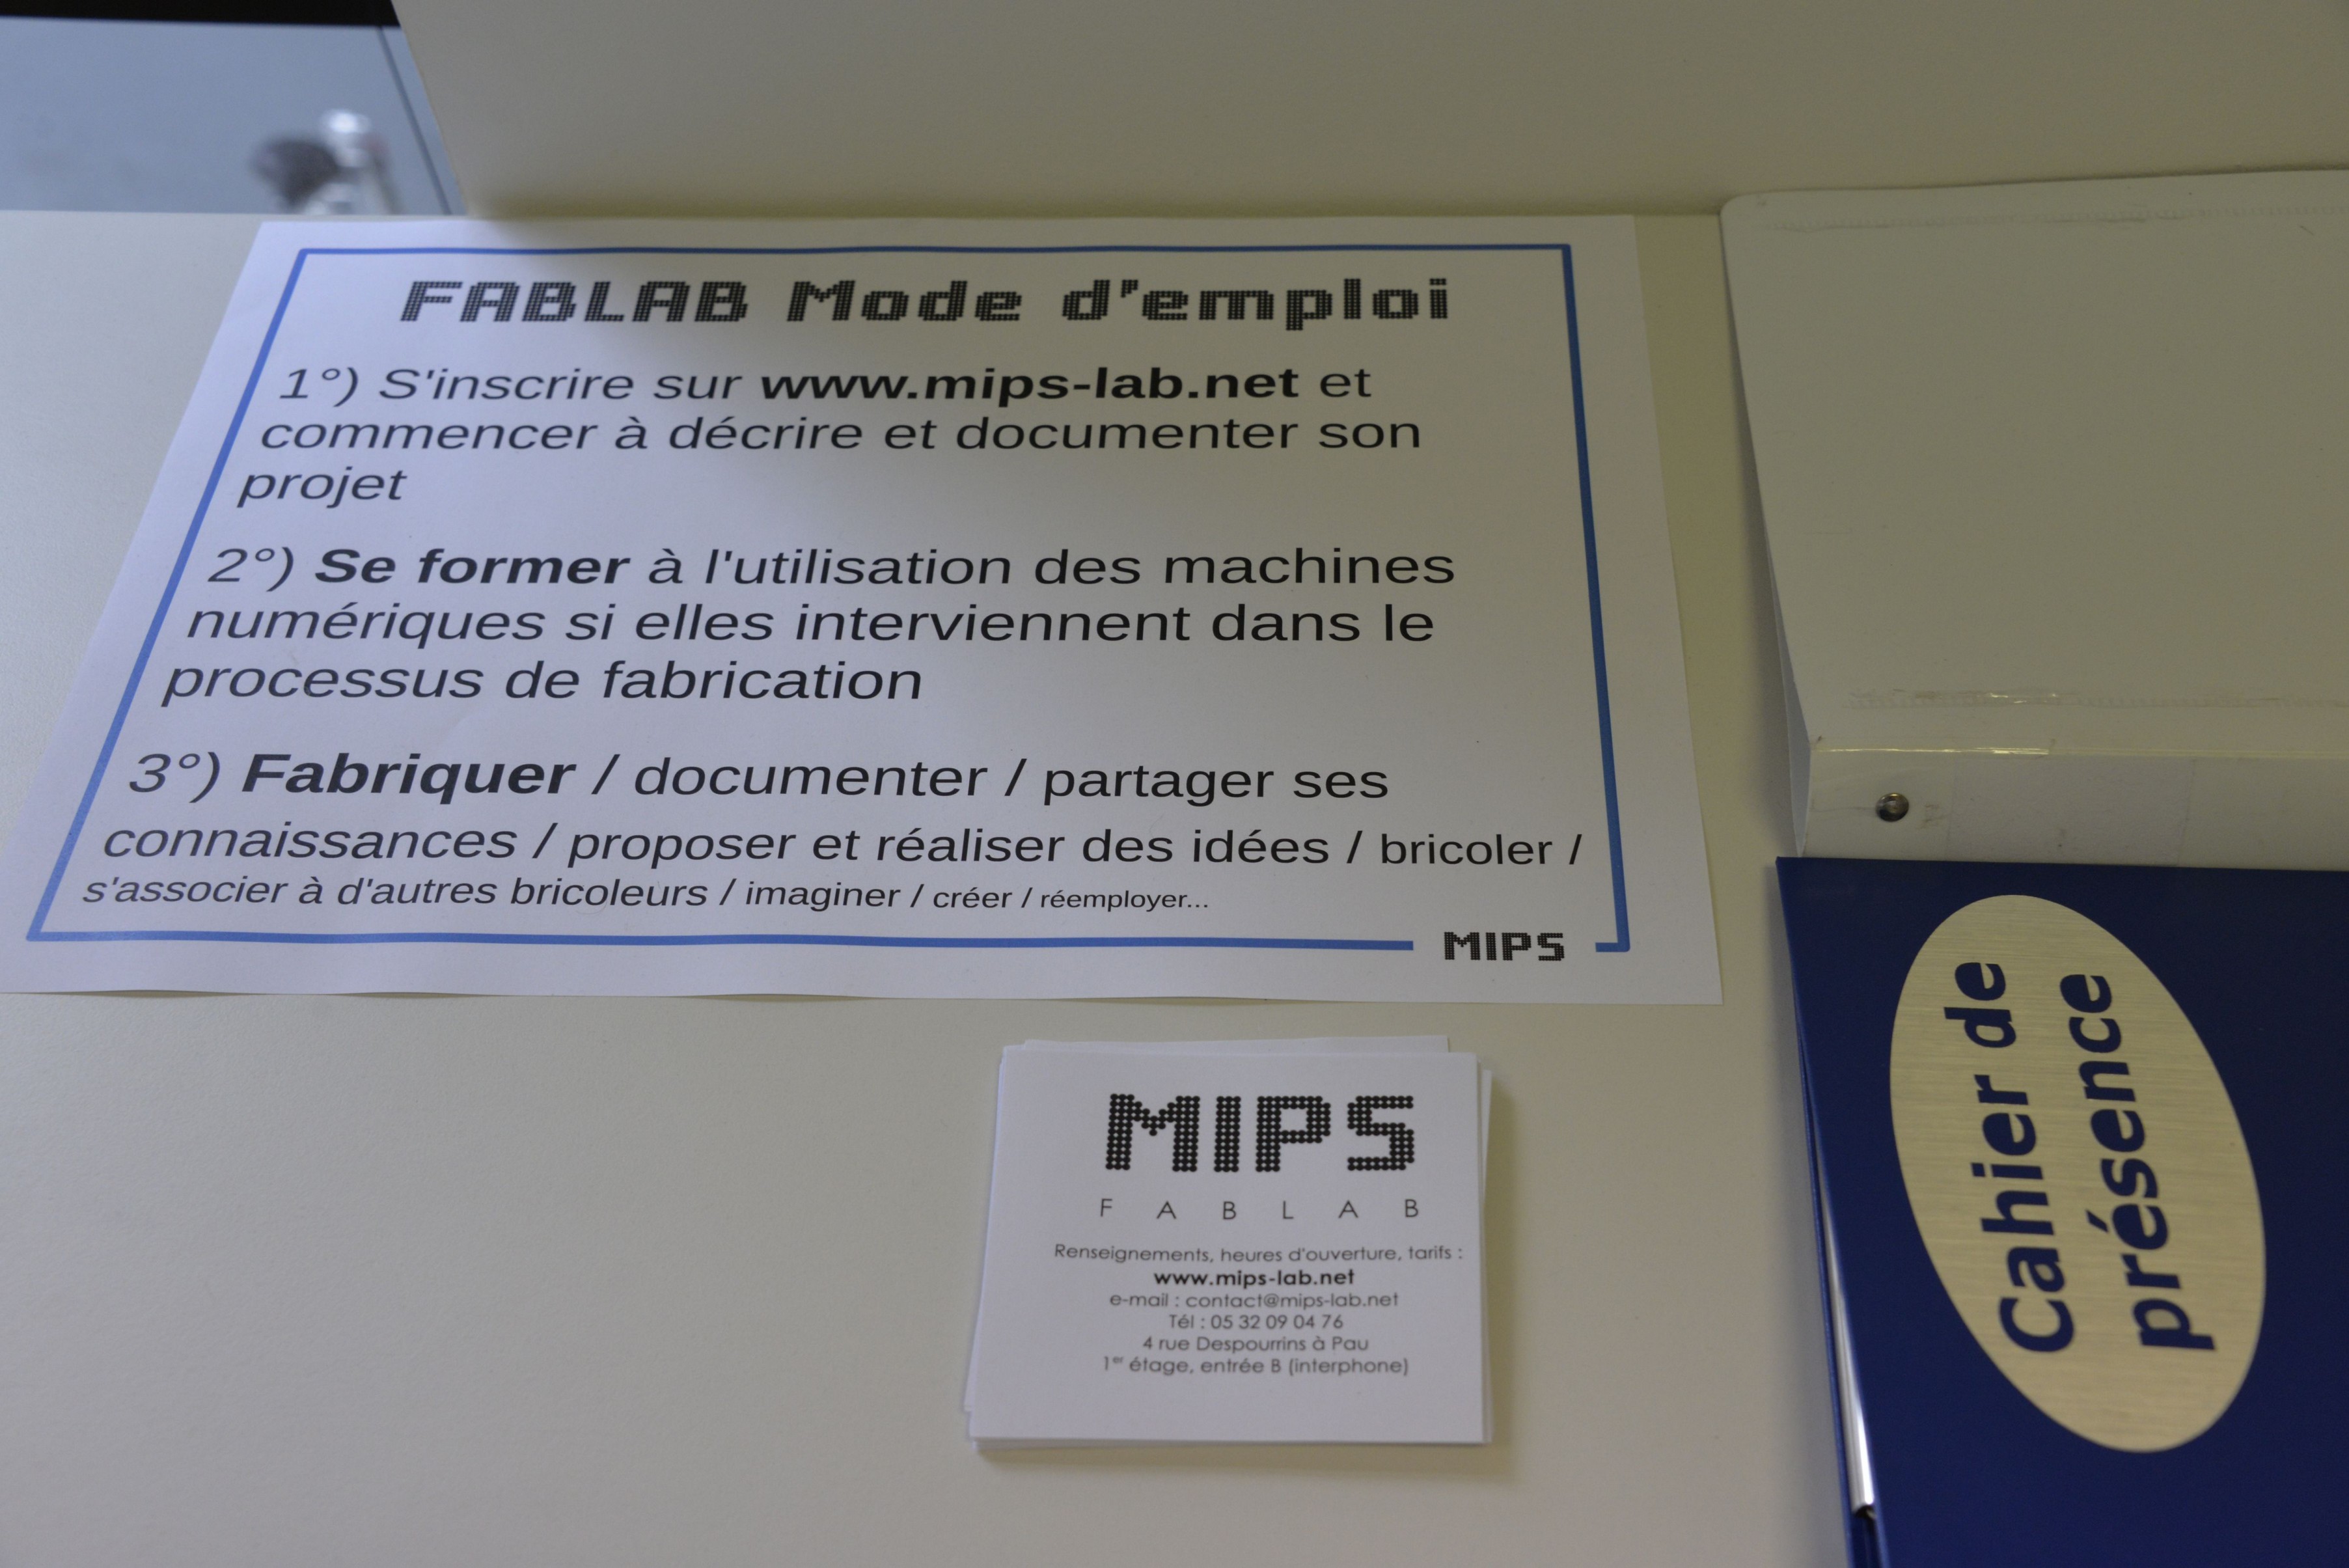 FABLAB Mode d'emploi
1°) S'inscrire sur www.mips-lab.net et
commencer à décrire et documenter son
projet
2°) Se former à l'utilisation des machines
numériques si elles interviennent dans le
processus de fabrication
3°) Fabriquer / documenter / partager ses
connaissances / proposer et réaliser des idées / bricoler /
s'associer à d'autres bricoleurs / imaginer / créer / réemployer...
MIPS
MIPS
FABLAB
Renseignements, heures d'ouverture, tarifs :
www.mips-lab.net
e-mail : contact@mips-lab.net
Tél : 05 32 09 04 76
4 rue Despourrins à Pau
1er étage, entrée B (interphone)
Cahier de
présence